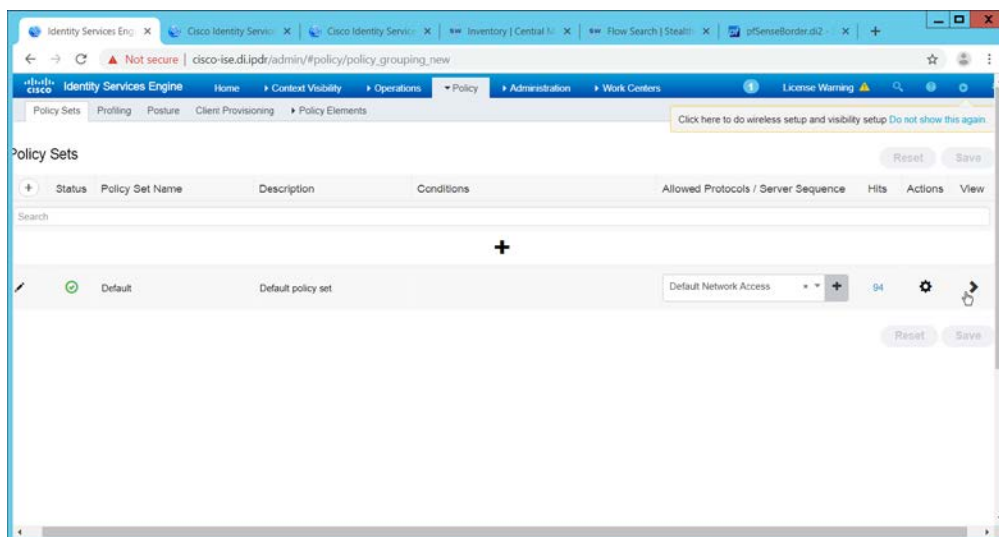 Identity Services Eng
Cisco Identity Servic
Cisco Identity Service
Inventory | Central M
Flow Search | Stealth
pfSenseBorder.di2 -
Not secure | cisco-ise.di.ipdr/admin/#policy/policy_grouping_new
cisco Identity Services Engine Home Context Visibility Operations Policy Administration Work Centers 1 License Warning
Policy Sets Profiling Posture Client Provisioning Policy Elements
Click here to do wireless setup and visibility setup Do not show this again.
Policy Sets
Reset Save
+ Status Policy Set Name Description Conditions Allowed Protocols / Server Sequence Hits Actions View
Search
+
Default Default policy set Default Network Access × + 94
Reset Save